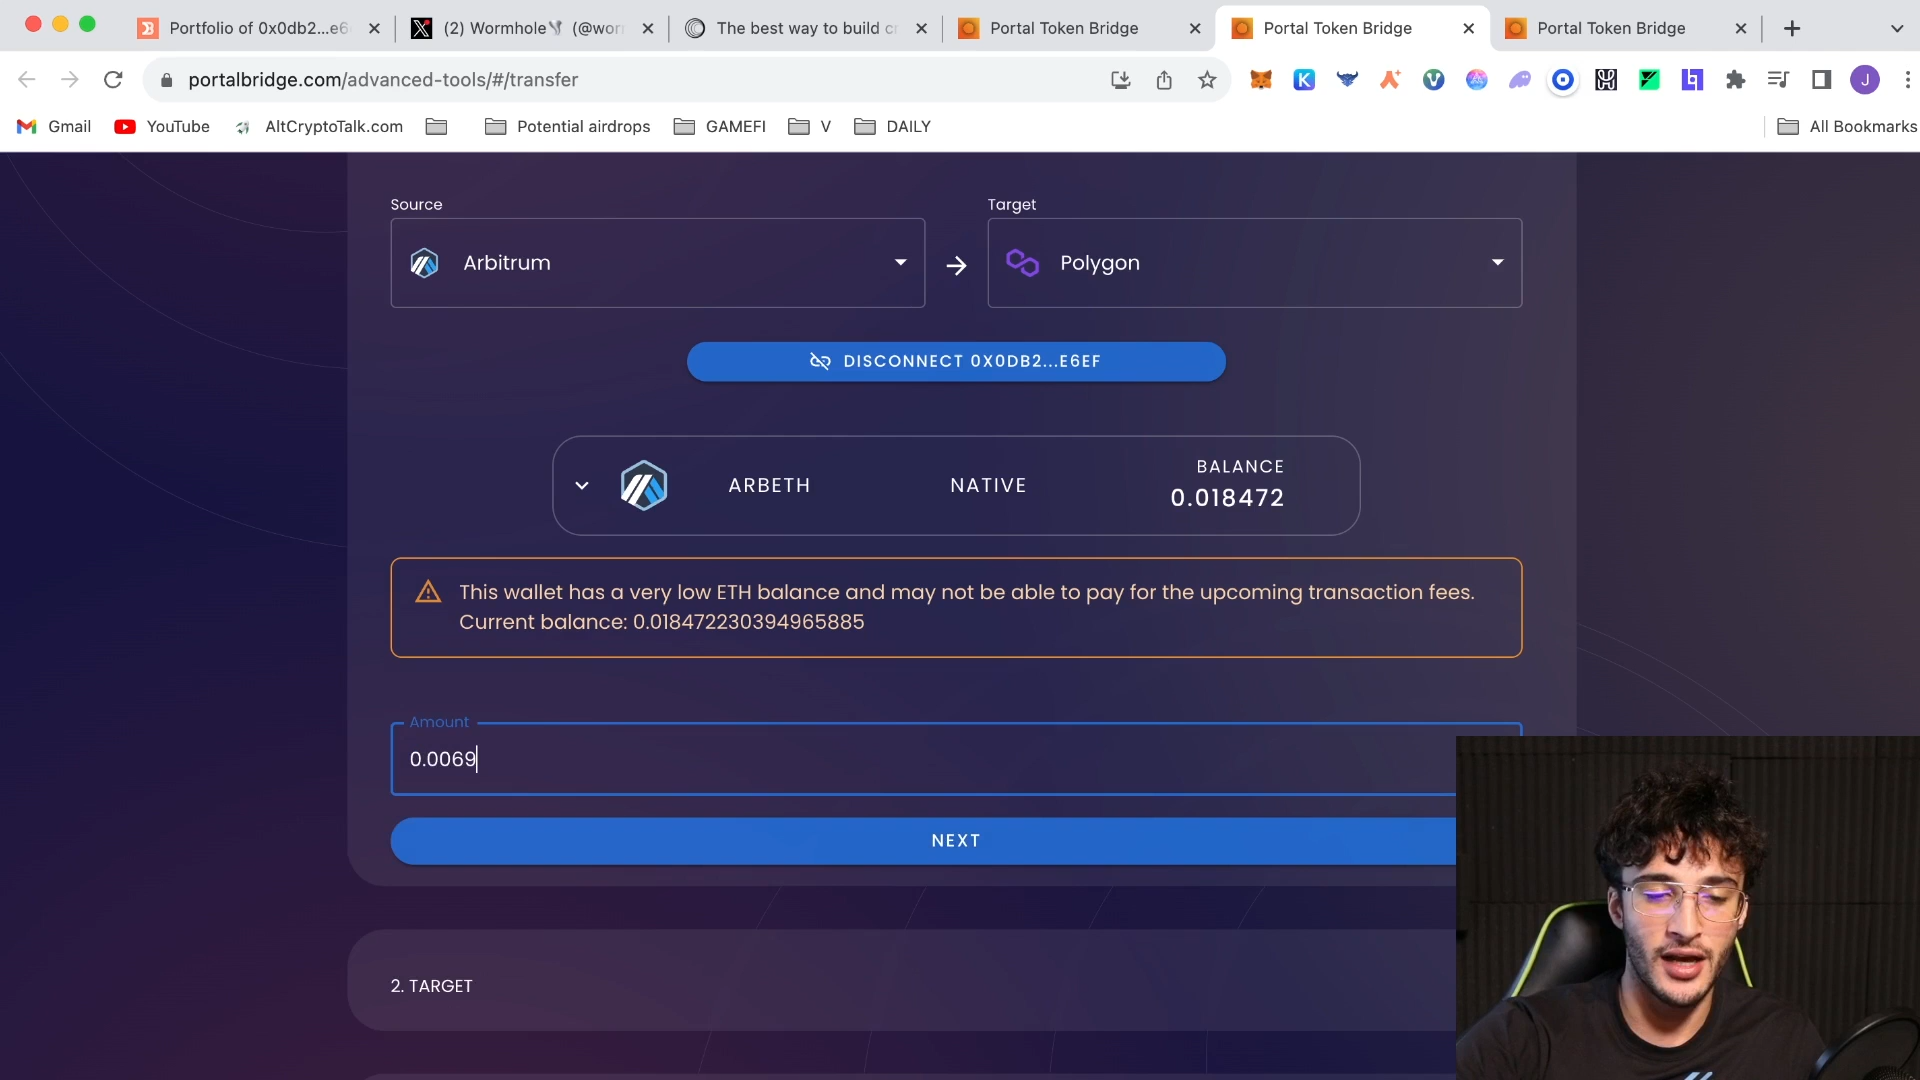 Portfolio of 0x0db2...e6
(2) Wormhole (@wor
The best way to build cr
Portal Token Bridge
Portal Token Bridge
Portal Token Bridge
portalbridge.com/advanced-tools/#/transfer
J
Gmail
YouTube
AltCryptoTalk.com
Potential airdrops
GAMEFI
V
DAILY
All Bookmarks
Source
Target
Arbitrum
Polygon
DISCONNECT 0X0DB2...E6EF
ARBETH
NATIVE
BALANCE
0.018472
This wallet has a very low ETH balance and may not be able to pay for the upcoming transaction fees.
Current balance: 0.018472230394965885
Amount
0.0069
NEXT
2. TARGET